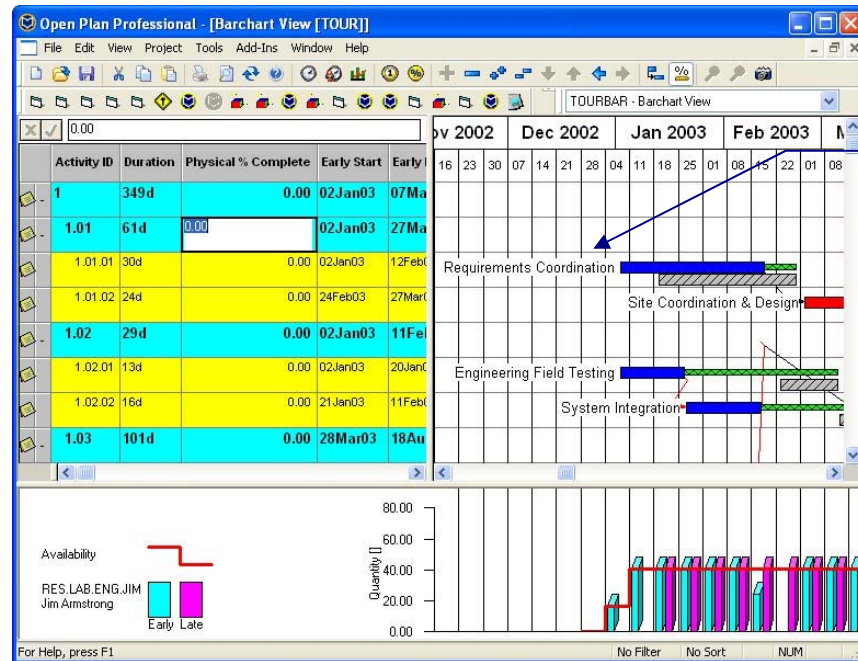 Open Plan Professional - [Barchart View [TOUR]]
File Edit View Project Tools Add-Ins Window Help
TOURBAR - Barchart View
0.00
ov 2002 Dec 2002 Jan 2003 Feb 2003
Activity ID Duration Physical % Complete Early Start Early
16 23 30 07 14 21 28 04 11 18 25 01 08 15 22 01 08
1 349d 0.00 02Jan03 07Ma
1.01 61d 0.00 02Jan03 27Ma
1.01.01 30d 0.00 02Jan03 12Feb0
Requirements Coordination
1.01.02 24d 0.00 24Feb03 27Mar0
Site Coordination & Design
1.02 29d 0.00 02Jan03 11Fel
1.02.01 13d 0.00 02Jan03 20Jan0
Engineering Field Testing
1.02.02 16d 0.00 21Jan03 11Feb0
System Integration
1.03 101d 0.00 28Mar03 18Au
80.00
60.00
40.00
20.00
0.00
Quantity []
Availability
RES.LAB.ENG.JIM
Jim Armstrong
Early Late
For Help, press F1 No Filter No Sort NUM